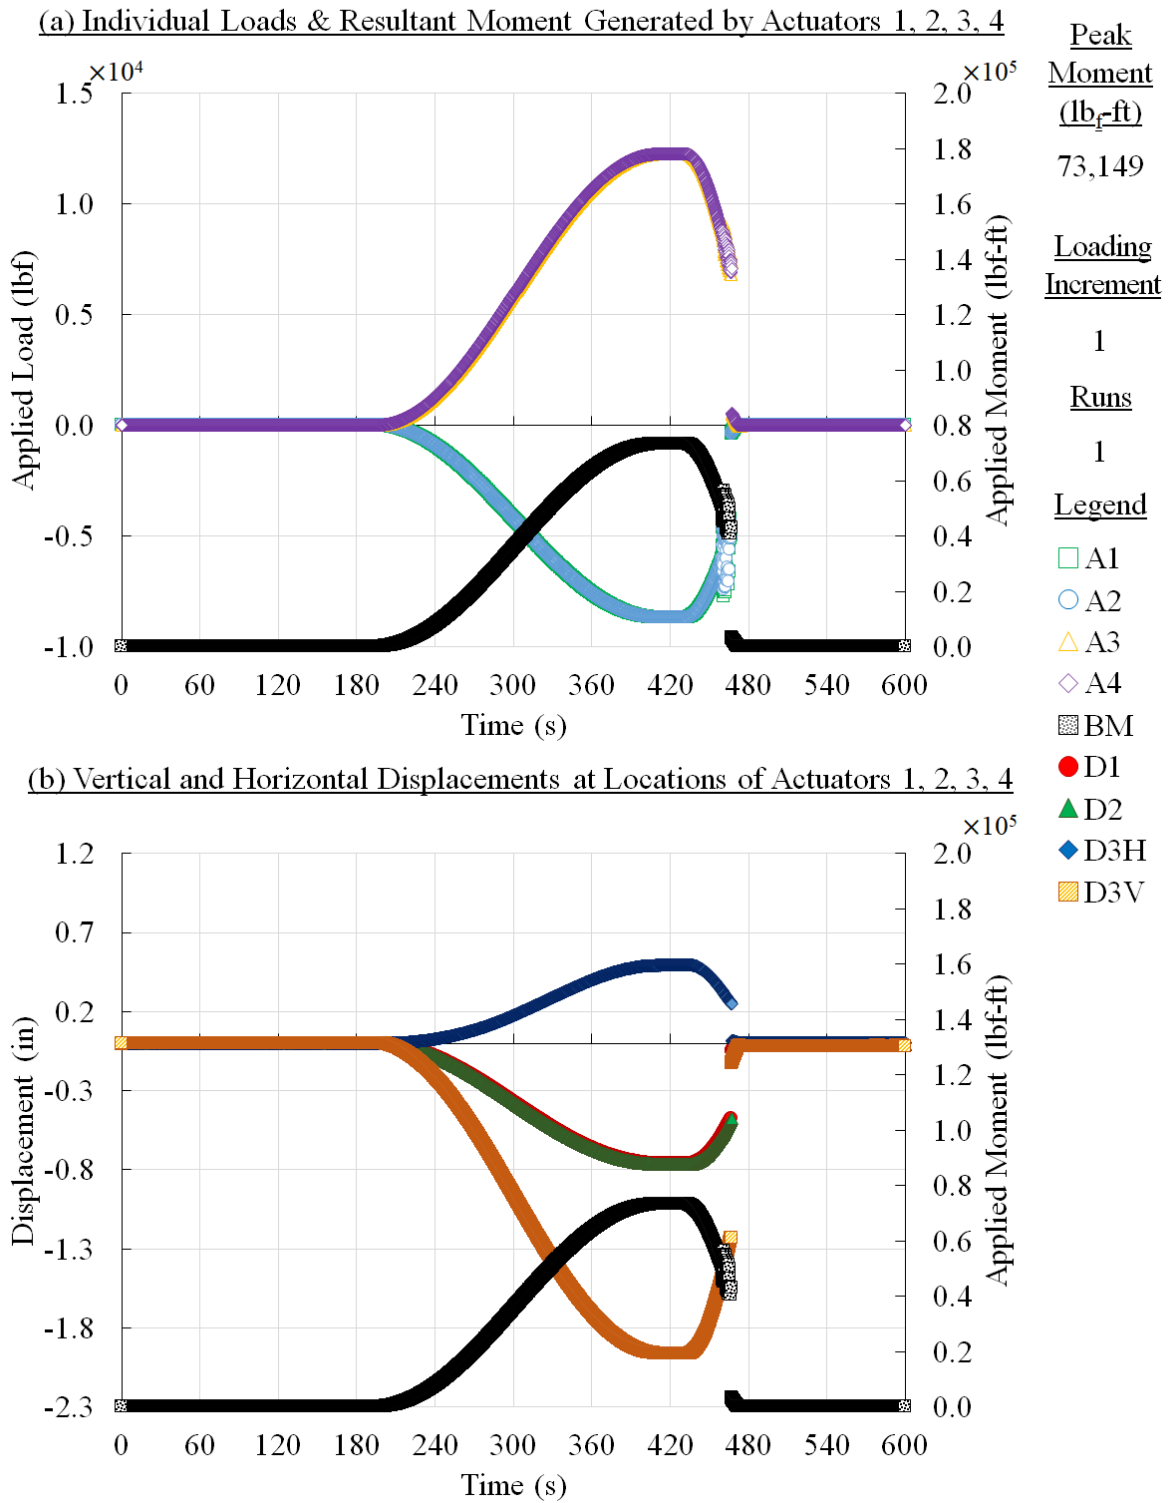 (a) Individual Loads & Resultant Moment Generated by Actuators 1, 2, 3, 4
×10⁴
×10⁵
1.5
1.0
0.5
0.0
-0.5
-1.0
Applied Load (lbf)
2.0
1.8
1.6
1.4
1.2
1.0
0.8
0.6
0.4
0.2
0.0
Applied Moment (lbf-ft)
0 60 120 180 240 300 360 420 480 540 600
Time (s)
Peak
Moment
(lbf-ft)
73,149
Loading
Increment
1
Runs
1
Legend
A1
A2
A3
A4
BM
D1
D2
D3H
D3V
(b) Vertical and Horizontal Displacements at Locations of Actuators 1, 2, 3, 4
×10⁵
1.2
0.7
0.2
-0.3
-0.8
-1.3
-1.8
-2.3
Displacement (in)
2.0
1.8
1.6
1.4
1.2
1.0
0.8
0.6
0.4
0.2
0.0
Applied Moment (lbf-ft)
0 60 120 180 240 300 360 420 480 540 600
Time (s)